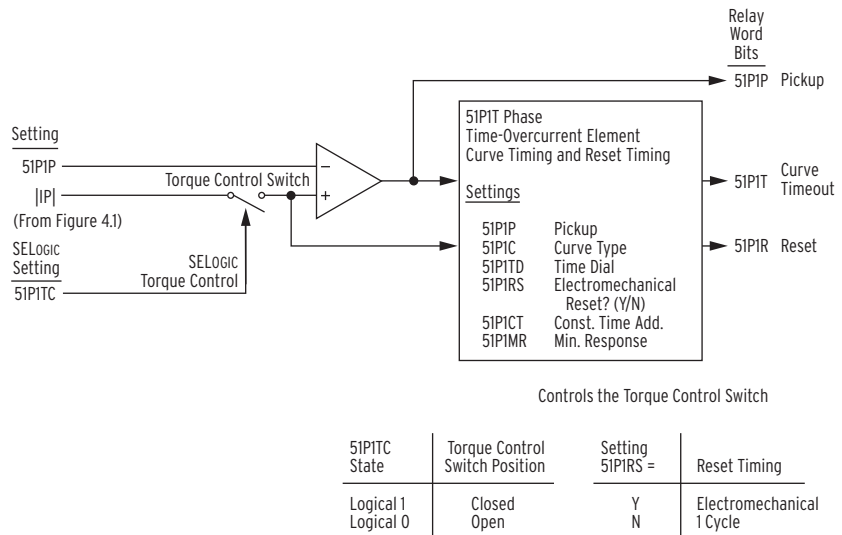 Relay
Word
Bits
51P1P Pickup
Setting
51P1P
|IP|
(From Figure 4.1)
SELOGIC
Setting
51P1TC
Torque Control Switch
SELOGIC
Torque Control
−
+
51P1T Phase
Time-Overcurrent Element
Curve Timing and Reset Timing
Settings
51P1P Pickup
51P1C Curve Type
51P1TD Time Dial
51P1RS Electromechanical
Reset? (Y/N)
51P1CT Const. Time Add.
51P1MR Min. Response
51P1T Curve
Timeout
51P1R Reset
Controls the Torque Control Switch
51P1TC Torque Control Setting
State Switch Position 51P1RS = Reset Timing
Logical 1 Closed Y Electromechanical
Logical 0 Open N 1 Cycle